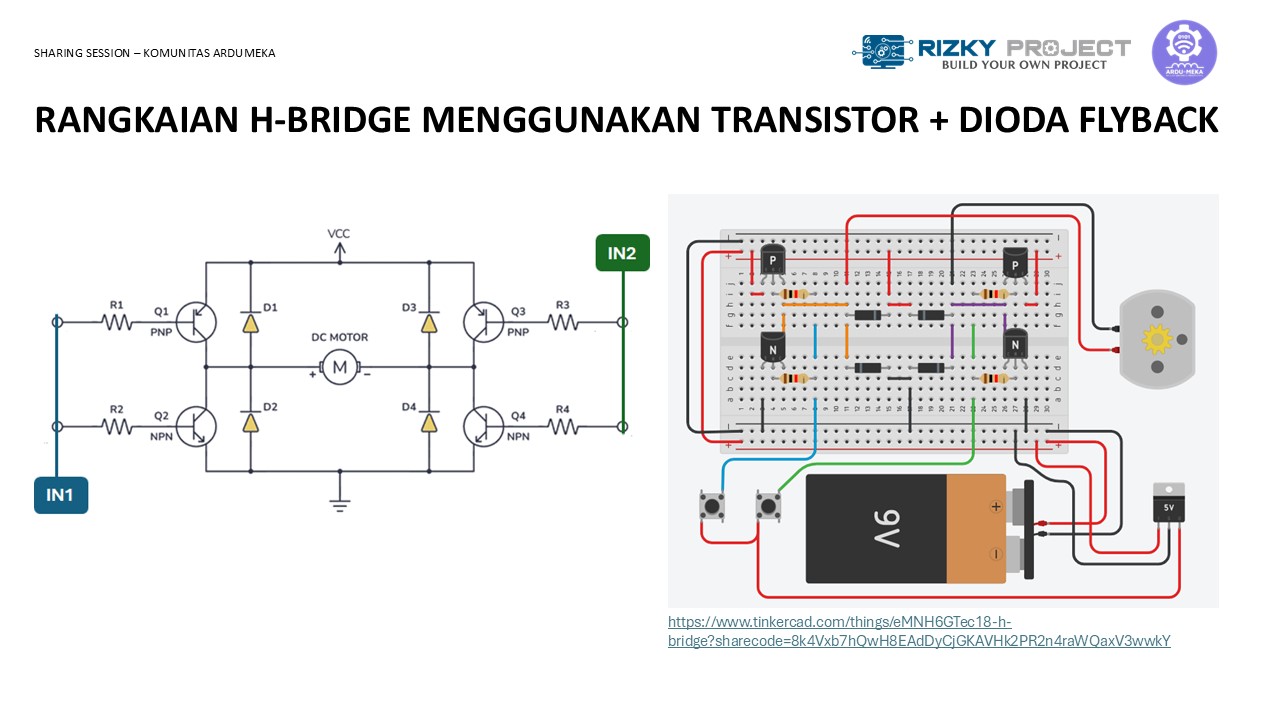 SHARING SESSION – KOMUNITAS ARDUMEKA
RIZKY PROJECT
BUILD YOUR OWN PROJECT
0101
ARDU-MEKA
RANGKAIAN H-BRIDGE MENGGUNAKAN TRANSISTOR + DIODA FLYBACK
VCC
IN2
R1
Q1
PNP
D1
D3
Q3
PNP
R3
DC MOTOR
+ M –
R2
Q2
NPN
D2
D4
Q4
NPN
R4
IN1
P
P
N
N
9V
+
–
5V
https://www.tinkercad.com/things/eMNH6GTec18-h-
bridge?sharecode=8k4Vxb7hQwH8EAdDyCjGKAVHk2PR2n4raWQaxV3wwkY